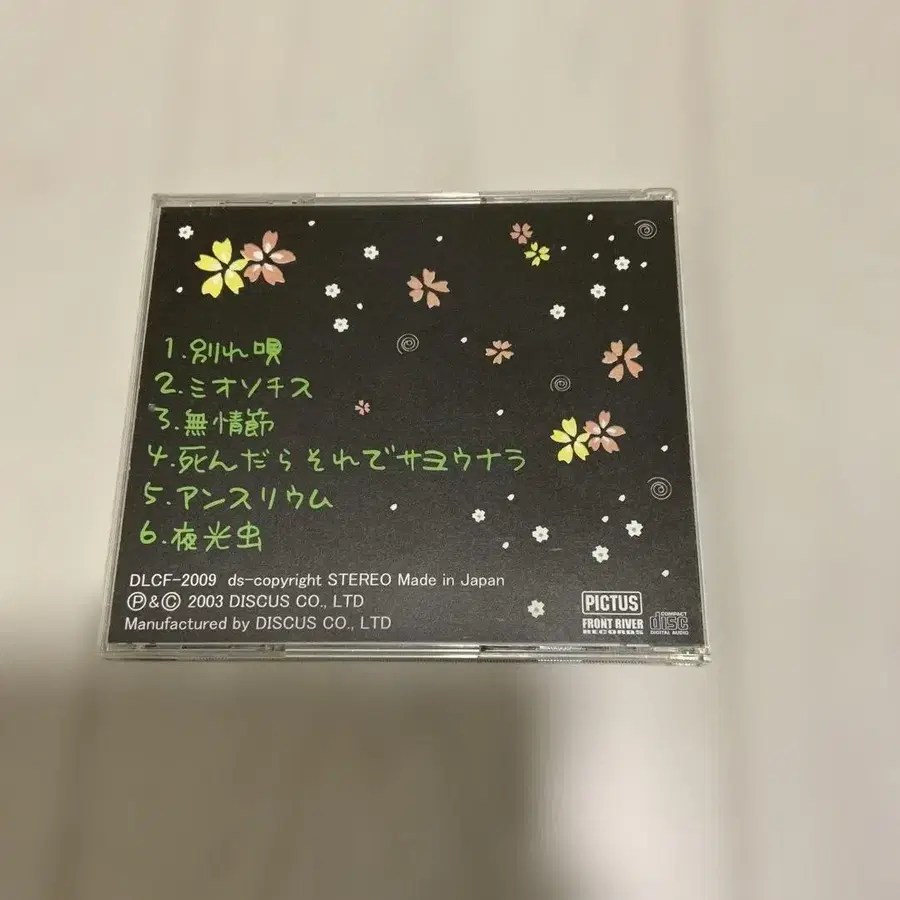 1. 別れ唄
2. ミオソチス
3. 無情節
4. 死んだらそれでサヨウナラ
5. アンスリウム
6. 夜光虫
DLCF-2009 ds-copyright STEREO Made in Japan
Ⓟ&Ⓒ 2003 DISCUS CO., LTD
Manufactured by DISCUS CO., LTD
PICTUS
FRONT RIVER
RECORDS
COMPACT
disc
DIGITAL AUDIO